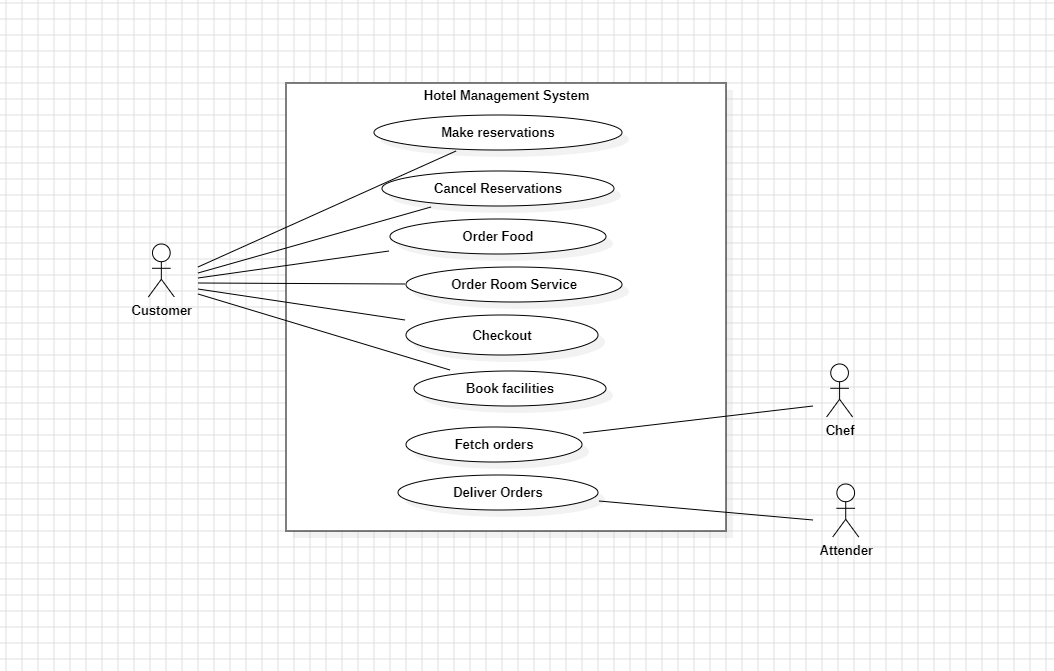 Hotel Management System
Make reservations
Cancel Reservations
Order Food
Order Room Service
Customer
Checkout
Book facilities
Chef
Fetch orders
Deliver Orders
Attender